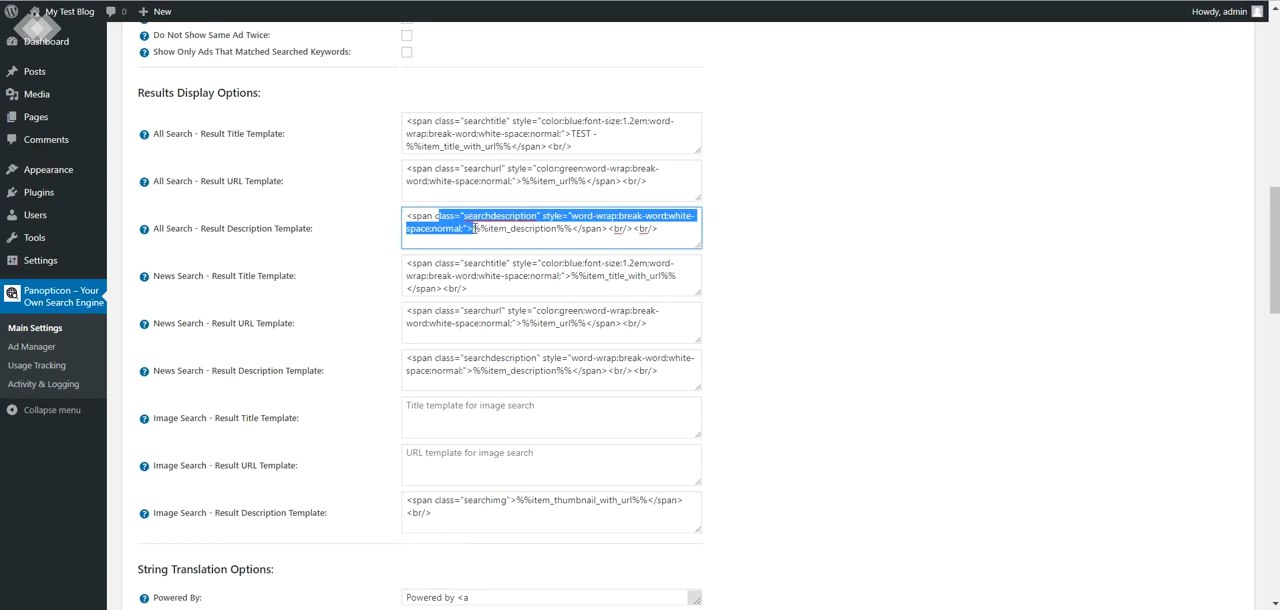 My Test Blog 0 New Howdy, admin
Dashboard
Posts
Media
Pages
Comments
Appearance
Plugins
Users
Tools
Settings
Panopticon – Your
Own Search Engine
Main Settings
Ad Manager
Usage Tracking
Activity & Logging
Collapse menu
Do Not Show Same Ad Twice:
Show Only Ads That Matched Searched Keywords:
Results Display Options:
All Search - Result Title Template:
<span class="searchtitle" style="color:blue;font-size:1.2em;word-
wrap:break-word;white-space:normal;">TEST -
%%item_title_with_url%%</span><br/>
All Search - Result URL Template:
<span class="searchurl" style="color:green;word-wrap:break-
word;white-space:normal;">%%item_url%%</span><br/>
All Search - Result Description Template:
<span class="searchdescription" style="word-wrap:break-word;white-
space:normal;">%%item_description%%</span><br/><br/>
News Search - Result Title Template:
<span class="searchtitle" style="color:blue;font-size:1.2em;word-
wrap:break-word;white-space:normal;">%%item_title_with_url%%
</span><br/>
News Search - Result URL Template:
<span class="searchurl" style="color:green;word-wrap:break-
word;white-space:normal;">%%item_url%%</span><br/>
News Search - Result Description Template:
<span class="searchdescription" style="word-wrap:break-word;white-
space:normal;">%%item_description%%</span><br/><br/>
Image Search - Result Title Template:
Title template for image search
Image Search - Result URL Template:
URL template for image search
Image Search - Result Description Template:
<span class="searchimg">%%item_thumbnail_with_url%%</span>
<br/>
String Translation Options:
Powered By:
Powered by <a